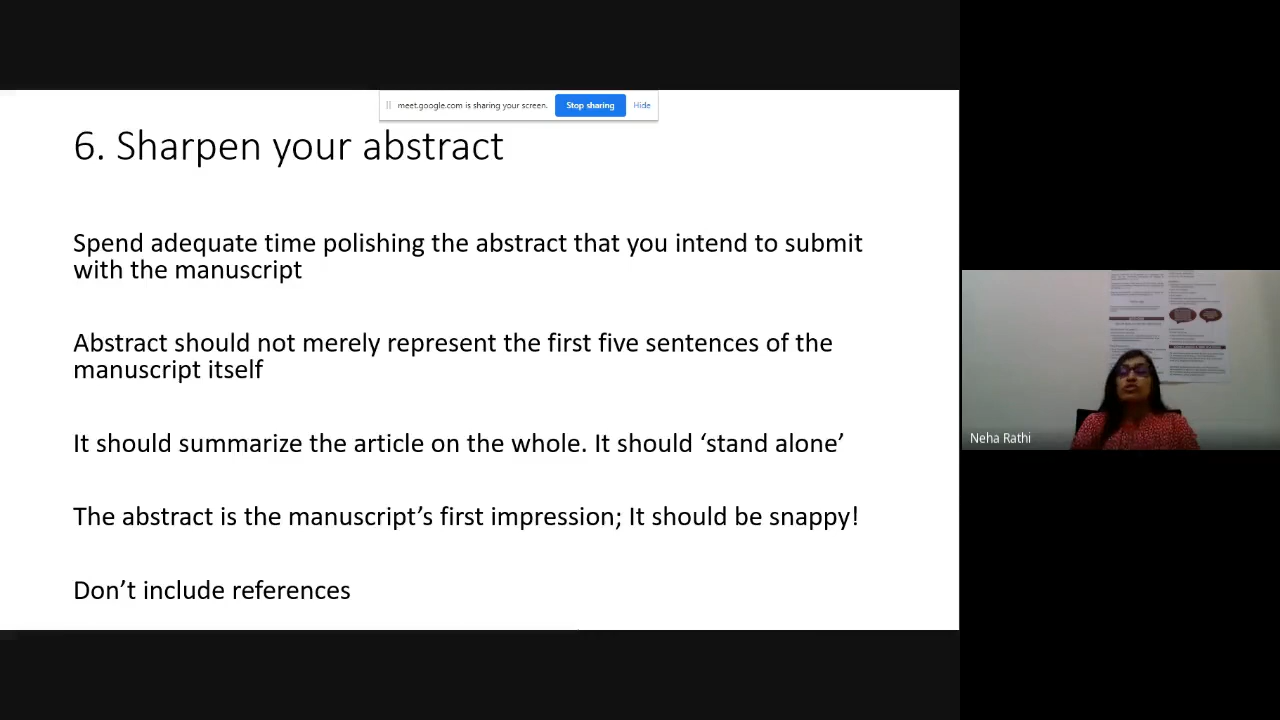 meet.google.com is sharing your screen. Stop sharing Hide
6. Sharpen your abstract
Spend adequate time polishing the abstract that you intend to submit
with the manuscript
Abstract should not merely represent the first five sentences of the
manuscript itself
It should summarize the article on the whole. It should ‘stand alone’
The abstract is the manuscript’s first impression; It should be snappy!
Don’t include references
Neha Rathi